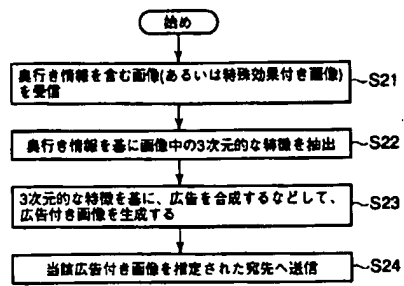 始め
奥行き情報を含む画像(あるいは特殊効果付き画像)
を受信
S21
奥行き情報を基に画像中の3次元的な特徴を抽出
S22
3次元的な特徴を基に、広告を合成するなどして、
広告付き画像を生成する
S23
当該広告付き画像を指定された宛先へ送信
S24